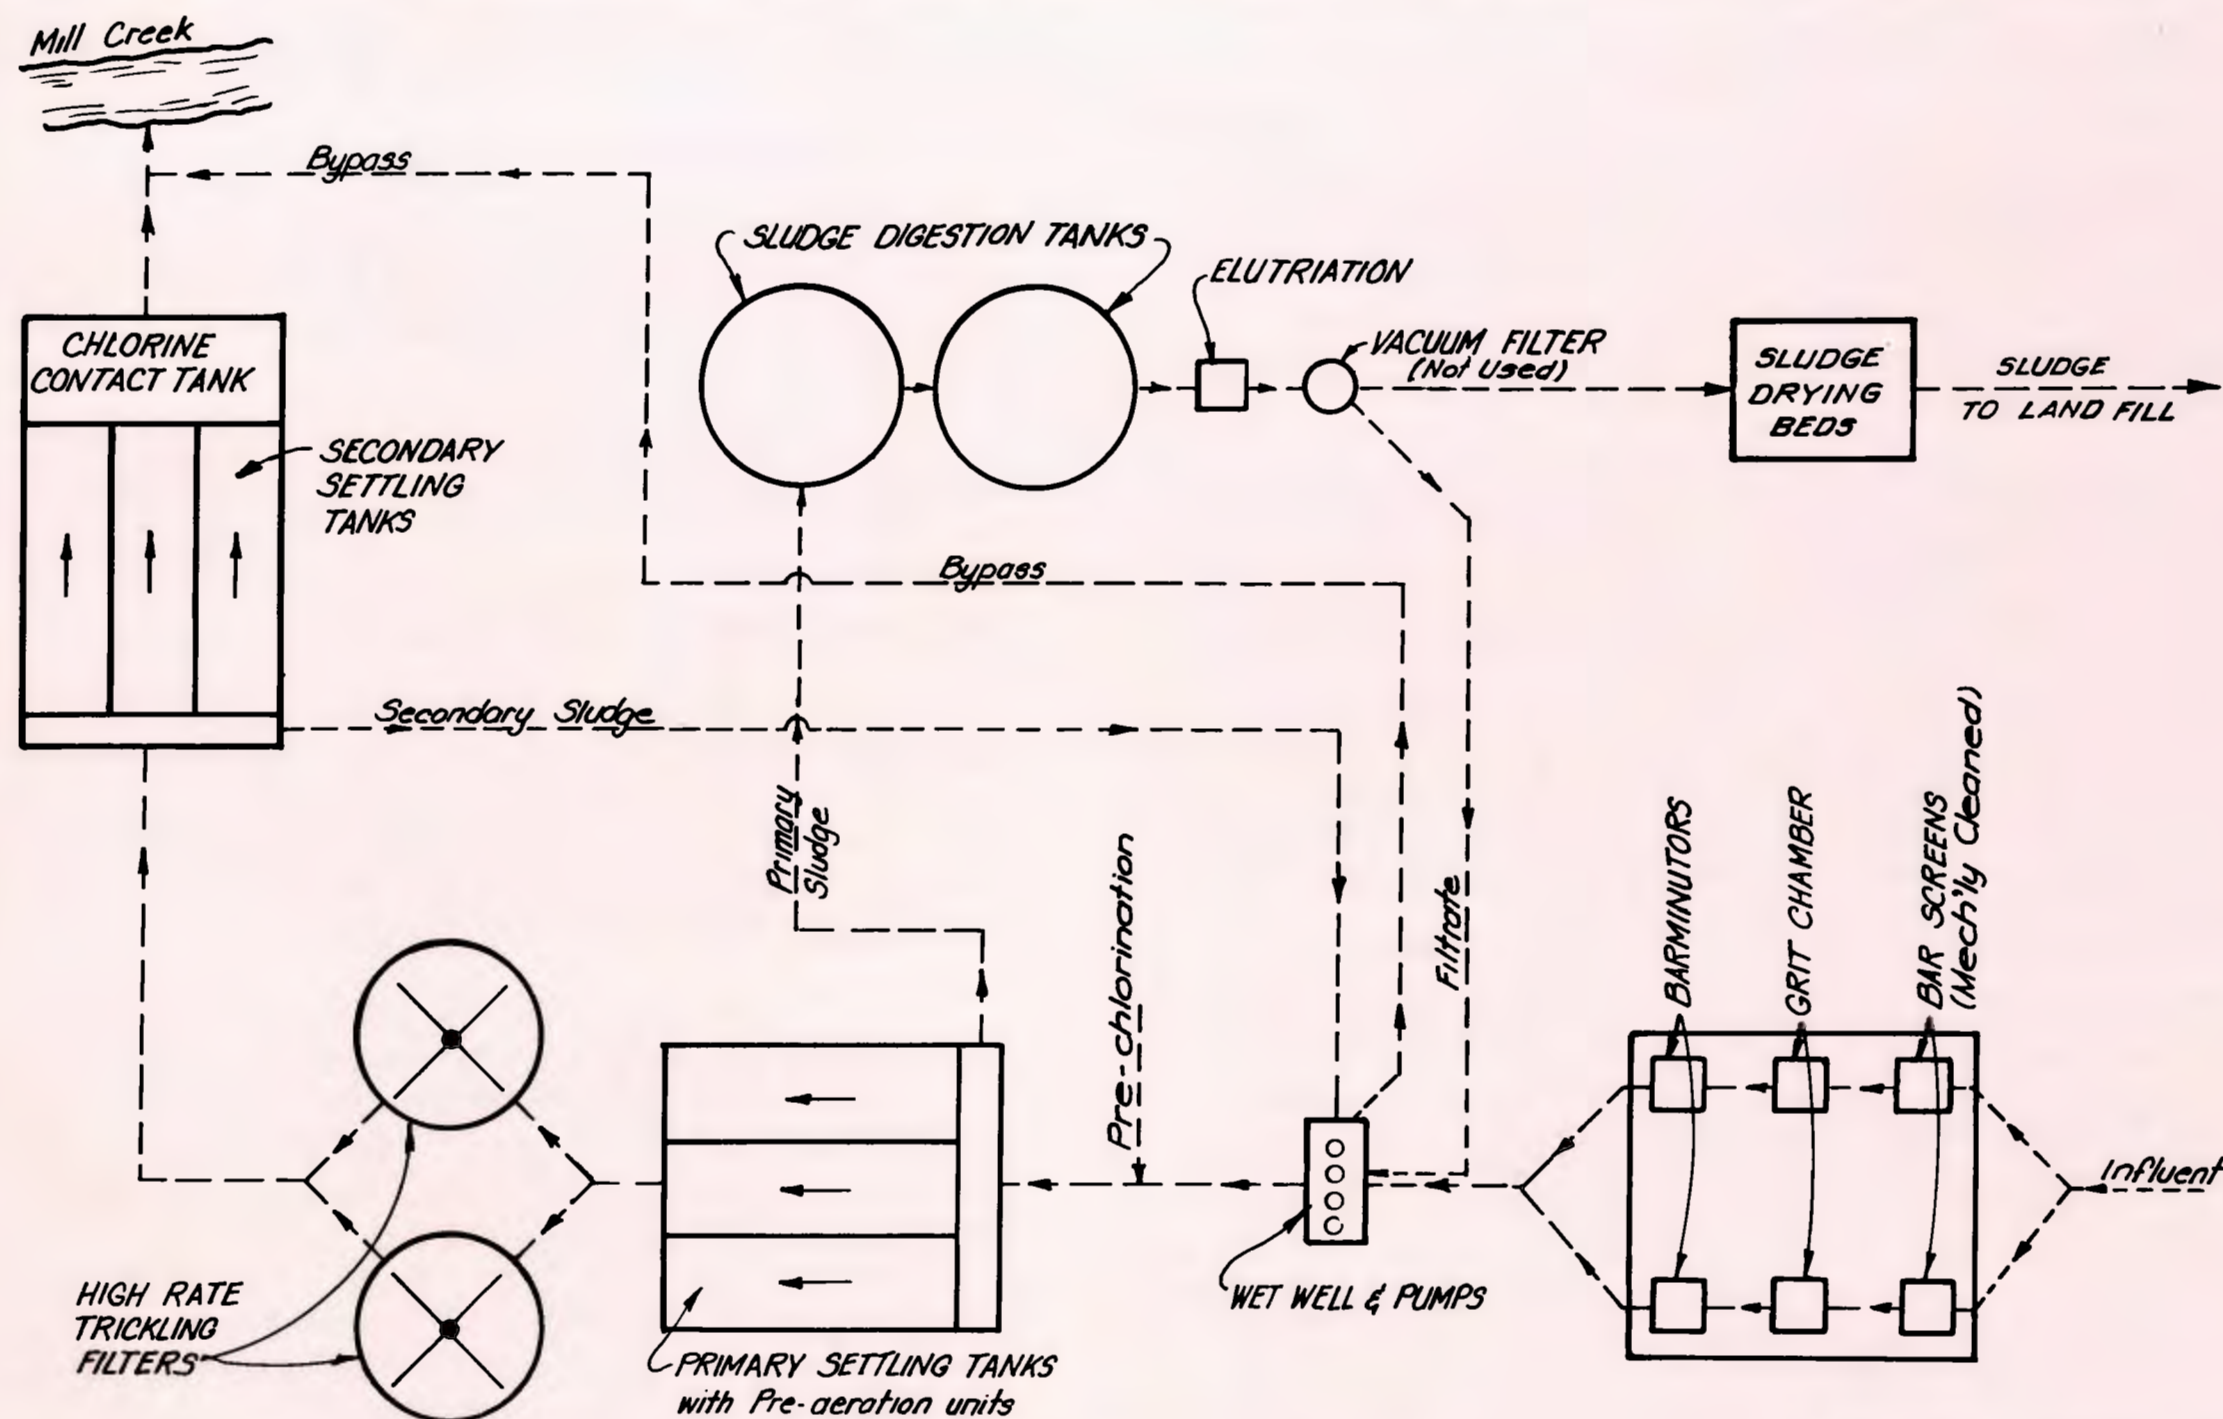 Mill Creek
Bypass
SLUDGE DIGESTION TANKS
ELUTRIATION
VACUUM FILTER
(Not Used)
CHLORINE
CONTACT TANK
SLUDGE
DRYING
BEDS
SLUDGE
TO LAND FILL
SECONDARY
SETTLING
TANKS
Bypass
Secondary Sludge
Primary
Sludge
Pre-chlorination
Filtrate
BARMINUTORS
GRIT CHAMBER
BAR SCREENS
(Mech'ly Cleaned)
Influent
HIGH RATE
TRICKLING
FILTERS
WET WELL & PUMPS
PRIMARY SETTLING TANKS
with Pre-aeration units